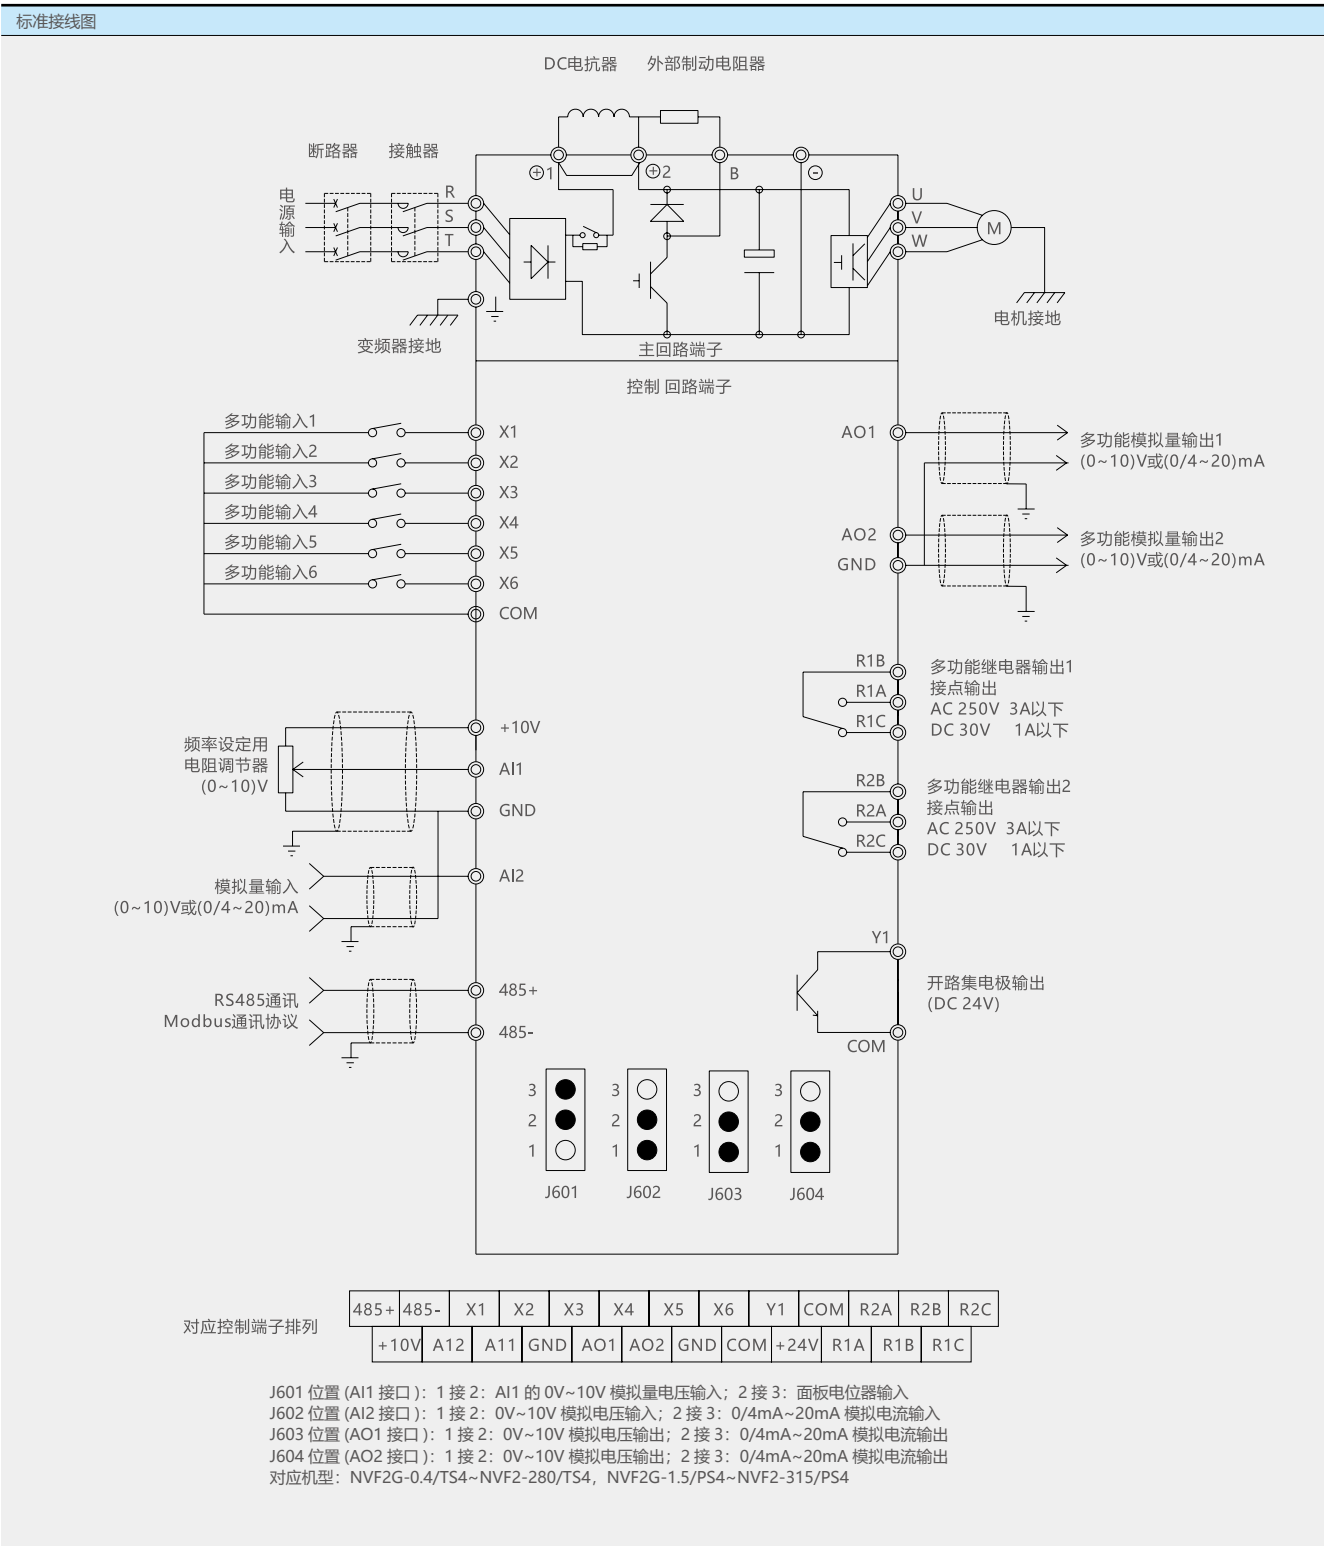 标准接线图
DC电抗器
外部制动电阻器
断路器
接触器
⊕1
⊕2
B
⊖
电源输入
R
S
T
U
V
W
M
电机接地
变频器接地
主回路端子
控制 回路端子
多功能输入1
X1
多功能输入2
X2
多功能输入3
X3
多功能输入4
X4
多功能输入5
X5
多功能输入6
X6
COM
AO1
多功能模拟量输出1
(0~10)V或(0/4~20)mA
AO2
GND
多功能模拟量输出2
(0~10)V或(0/4~20)mA
R1B
R1A
R1C
多功能继电器输出1
接点输出
AC 250V 3A以下
DC 30V 1A以下
+10V
频率设定用
电阻调节器
(0~10)V
AI1
GND
R2B
R2A
R2C
多功能继电器输出2
接点输出
AC 250V 3A以下
DC 30V 1A以下
AI2
模拟量输入
(0~10)V或(0/4~20)mA
Y1
开路集电极输出
(DC 24V)
COM
RS485通讯
Modbus通讯协议
485+
485-
3
2
1
J601
3
2
1
J602
3
2
1
J603
3
2
1
J604
对应控制端子排列
485+ 485- X1 X2 X3 X4 X5 X6 Y1 COM R2A R2B R2C
+10V A12 A11 GND AO1 AO2 GND COM +24V R1A R1B R1C
J601 位置 (AI1 接口 )：1 接 2：AI1 的 0V~10V 模拟量电压输入；2 接 3：面板电位器输入
J602 位置 (AI2 接口 )：1 接 2：0V~10V 模拟电压输入；2 接 3：0/4mA~20mA 模拟电流输入
J603 位置 (AO1 接口 )：1 接 2：0V~10V 模拟电压输出；2 接 3：0/4mA~20mA 模拟电流输出
J604 位置 (AO2 接口 )：1 接 2：0V~10V 模拟电压输出；2 接 3：0/4mA~20mA 模拟电流输出
对应机型：NVF2G-0.4/TS4~NVF2-280/TS4，NVF2G-1.5/PS4~NVF2-315/PS4